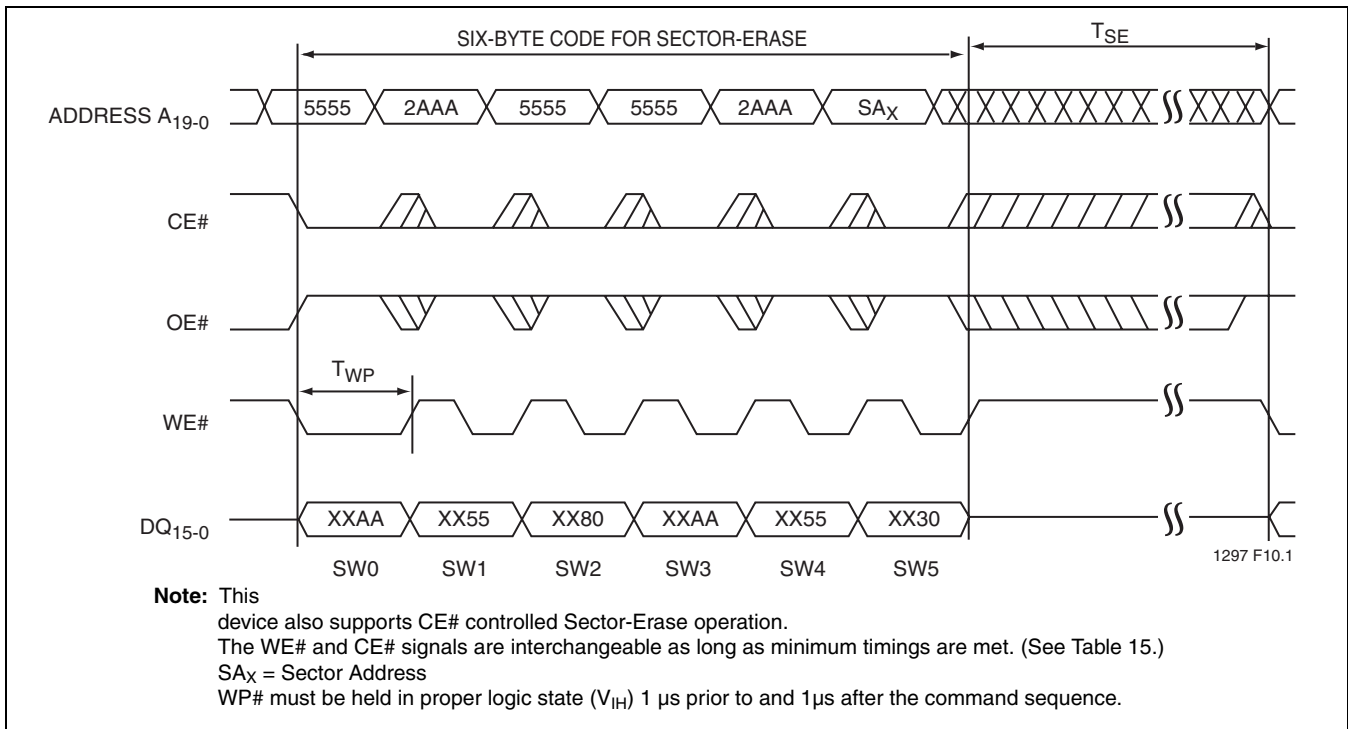 SIX-BYTE CODE FOR SECTOR-ERASE TSE
ADDRESS A19-0 5555 2AAA 5555 5555 2AAA SAX
CE#
OE#
TWP
WE#
DQ15-0 XXAA XX55 XX80 XXAA XX55 XX30
SW0 SW1 SW2 SW3 SW4 SW5
1297 F10.1
Note: This
device also supports CE# controlled Sector-Erase operation.
The WE# and CE# signals are interchangeable as long as minimum timings are met. (See Table 15.)
SAX = Sector Address
WP# must be held in proper logic state (VIH) 1 µs prior to and 1µs after the command sequence.